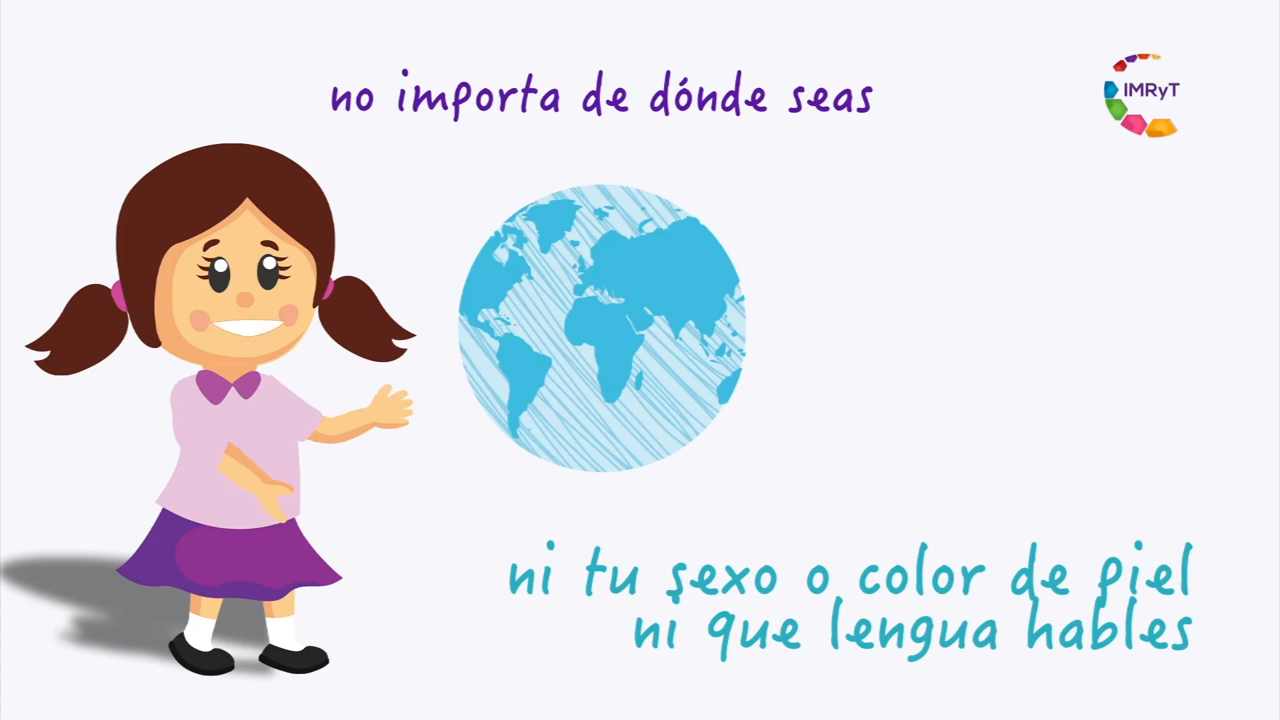 no importa de dónde seas
IMRyT
ni tu sexo o color de piel
ni que lengua hables